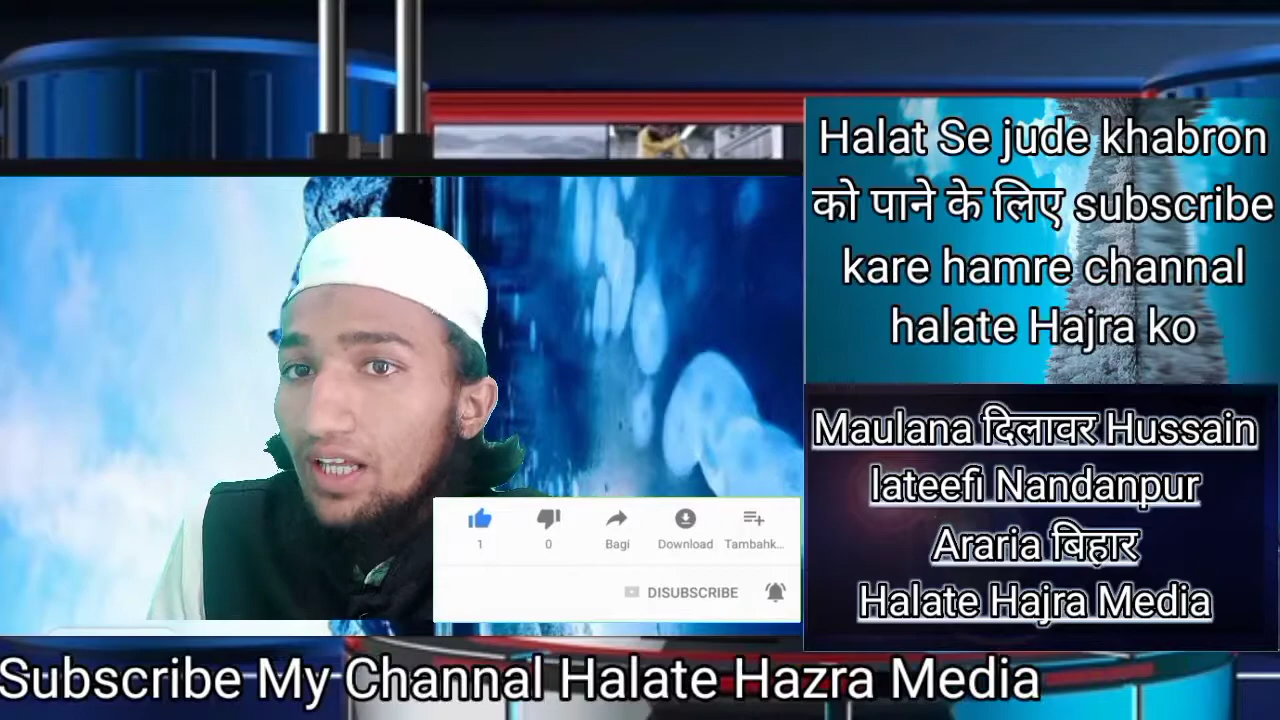 Halat Se jude khabron
को पाने के लिए subscribe
kare hamre channal
halate Hajra ko
Maulana दिलावर Hussain
lateefi Nandanpur
Araria बिहार
Halate Hajra Media
1
0
Bagi
Download
Tambahk...
DISUBSCRIBE
Subscribe My Channal Halate Hazra Media